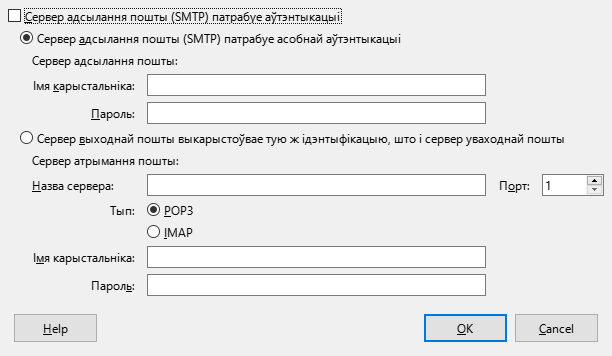 Сервер адсылання пошты (SMTP) патрабуе аўтэнтыкацыі
Сервер адсылання пошты (SMTP) патрабуе асобнай аўтэнтыкацыі
Сервер адсылання пошты:
Імя карыстальніка:
Пароль:
Сервер выходнай пошты выкарыстоўвае тую ж ідэнтыфікацыю, што і сервер уваходнай пошты
Сервер атрымання пошты:
Назва сервера: Порт: 1
Тып: POP3
IMAP
Імя карыстальніка:
Пароль:
Help OK Cancel